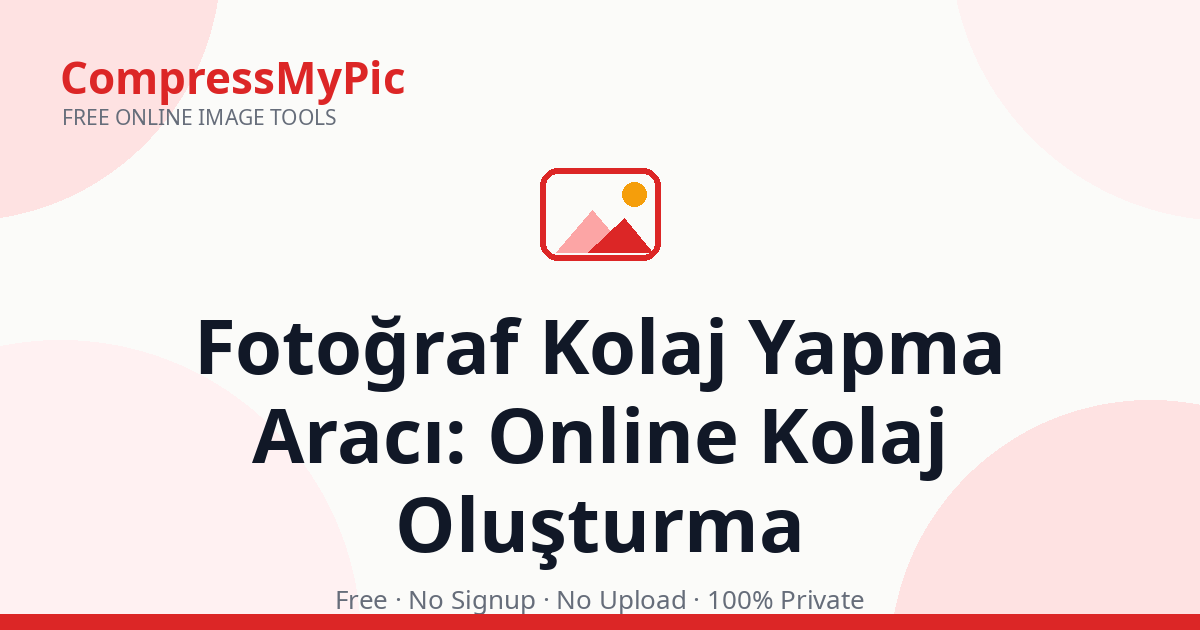 CompressMyPic
FREE ONLINE IMAGE TOOLS
Fotoğraf Kolaj Yapma
Aracı: Online Kolaj
Oluşturma
Free · No Signup · No Upload · 100% Private